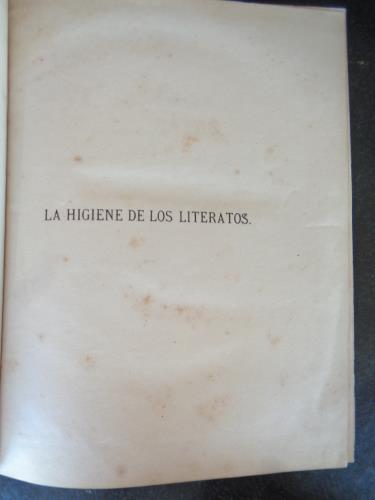 LA HIGIENE DE LOS LITERATOS.